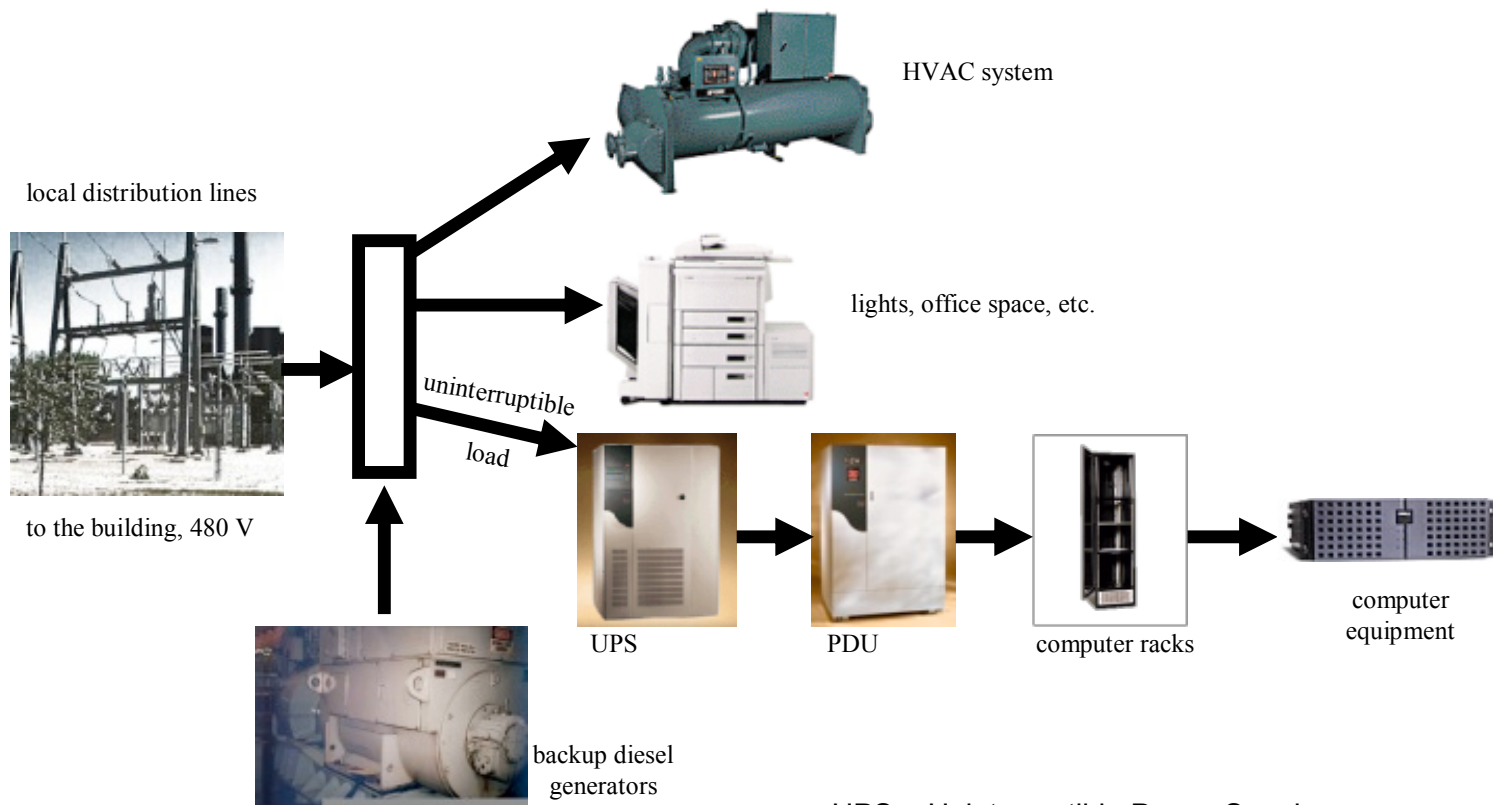 HVAC system
local distribution lines
lights, office space, etc.
uninterruptible
load
to the building, 480 V
UPS
PDU
computer racks
computer
equipment
backup diesel
generators